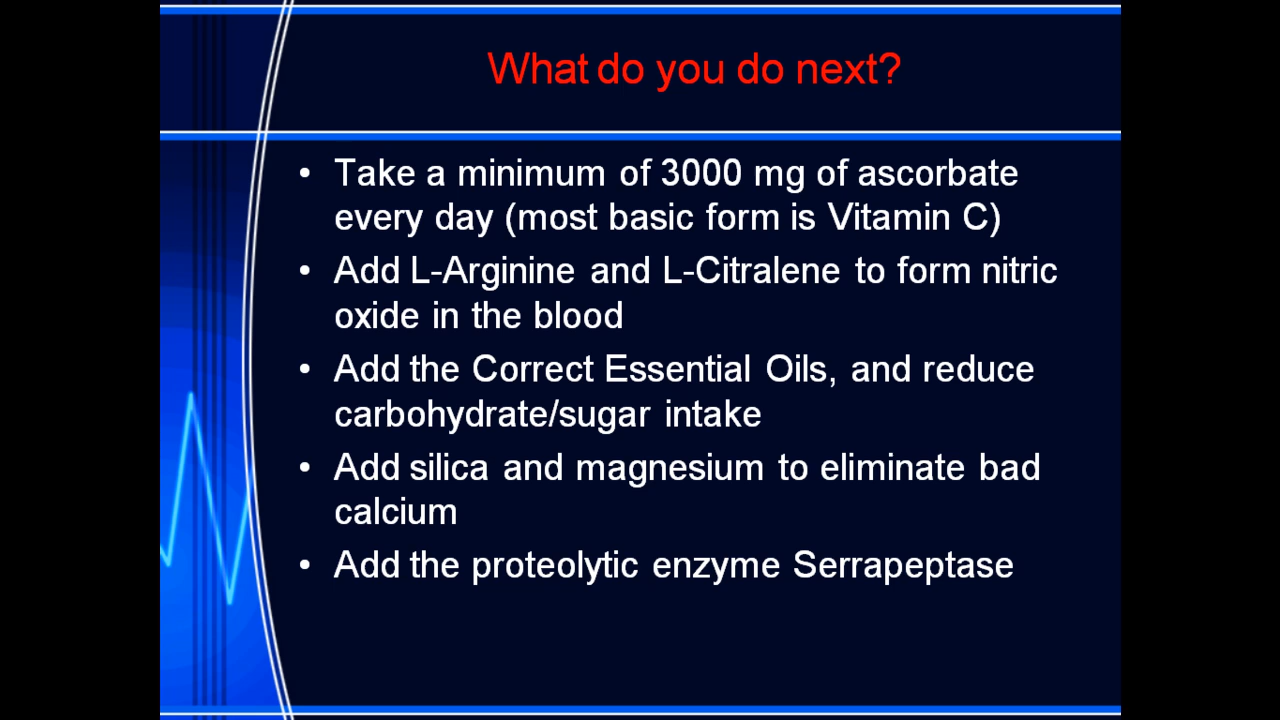 What do you do next?
• Take a minimum of 3000 mg of ascorbate
every day (most basic form is Vitamin C)
• Add L-Arginine and L-Citralene to form nitric
oxide in the blood
• Add the Correct Essential Oils, and reduce
carbohydrate/sugar intake
• Add silica and magnesium to eliminate bad
calcium
• Add the proteolytic enzyme Serrapeptase